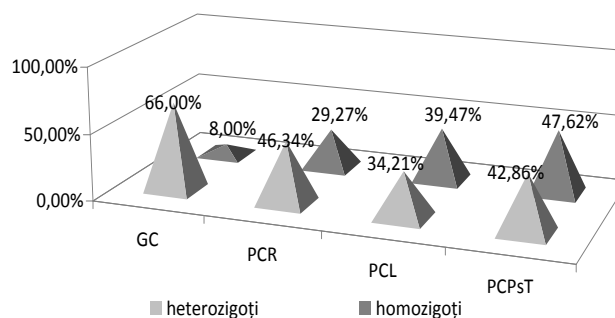 100,00%
50,00%
0,00%
66,00%
8,00%
46,34%
29,27%
34,21%
39,47%
42,86%
47,62%
GC
PCR
PCL
PCPsT
heterozigoți homozigoți